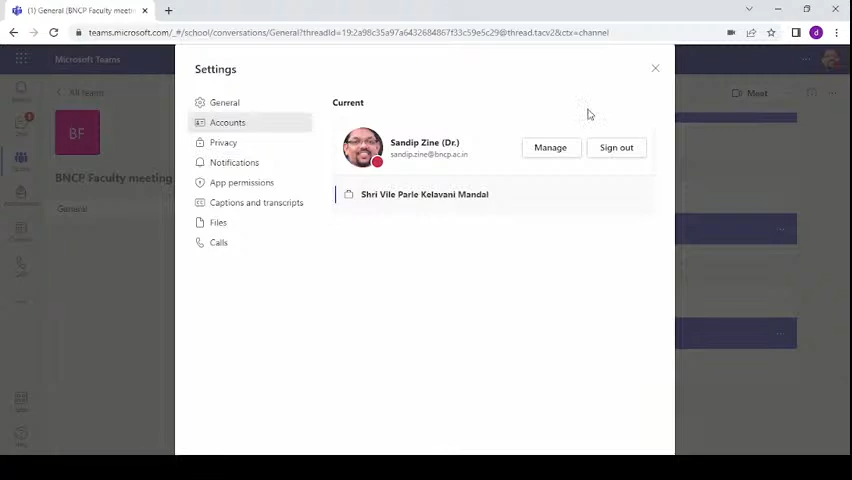 (1) General (BNCP Faculty meetin
teams.microsoft.com/_#/school/conversations/General?threadId=19:2a98c35a97a6432684867f33c59e5c29@thread.tacv2&ctx=channel
d
Microsoft Teams
Settings
All teams
Meet
General
Current
Accounts
BF
Sandip Zine (Dr.)
sandip.zine@bncp.ac.in
Manage
Sign out
Privacy
Notifications
BNCP Faculty meeting
App permissions
Shri Vile Parle Kelavani Mandal
General
Captions and transcripts
Files
Calls